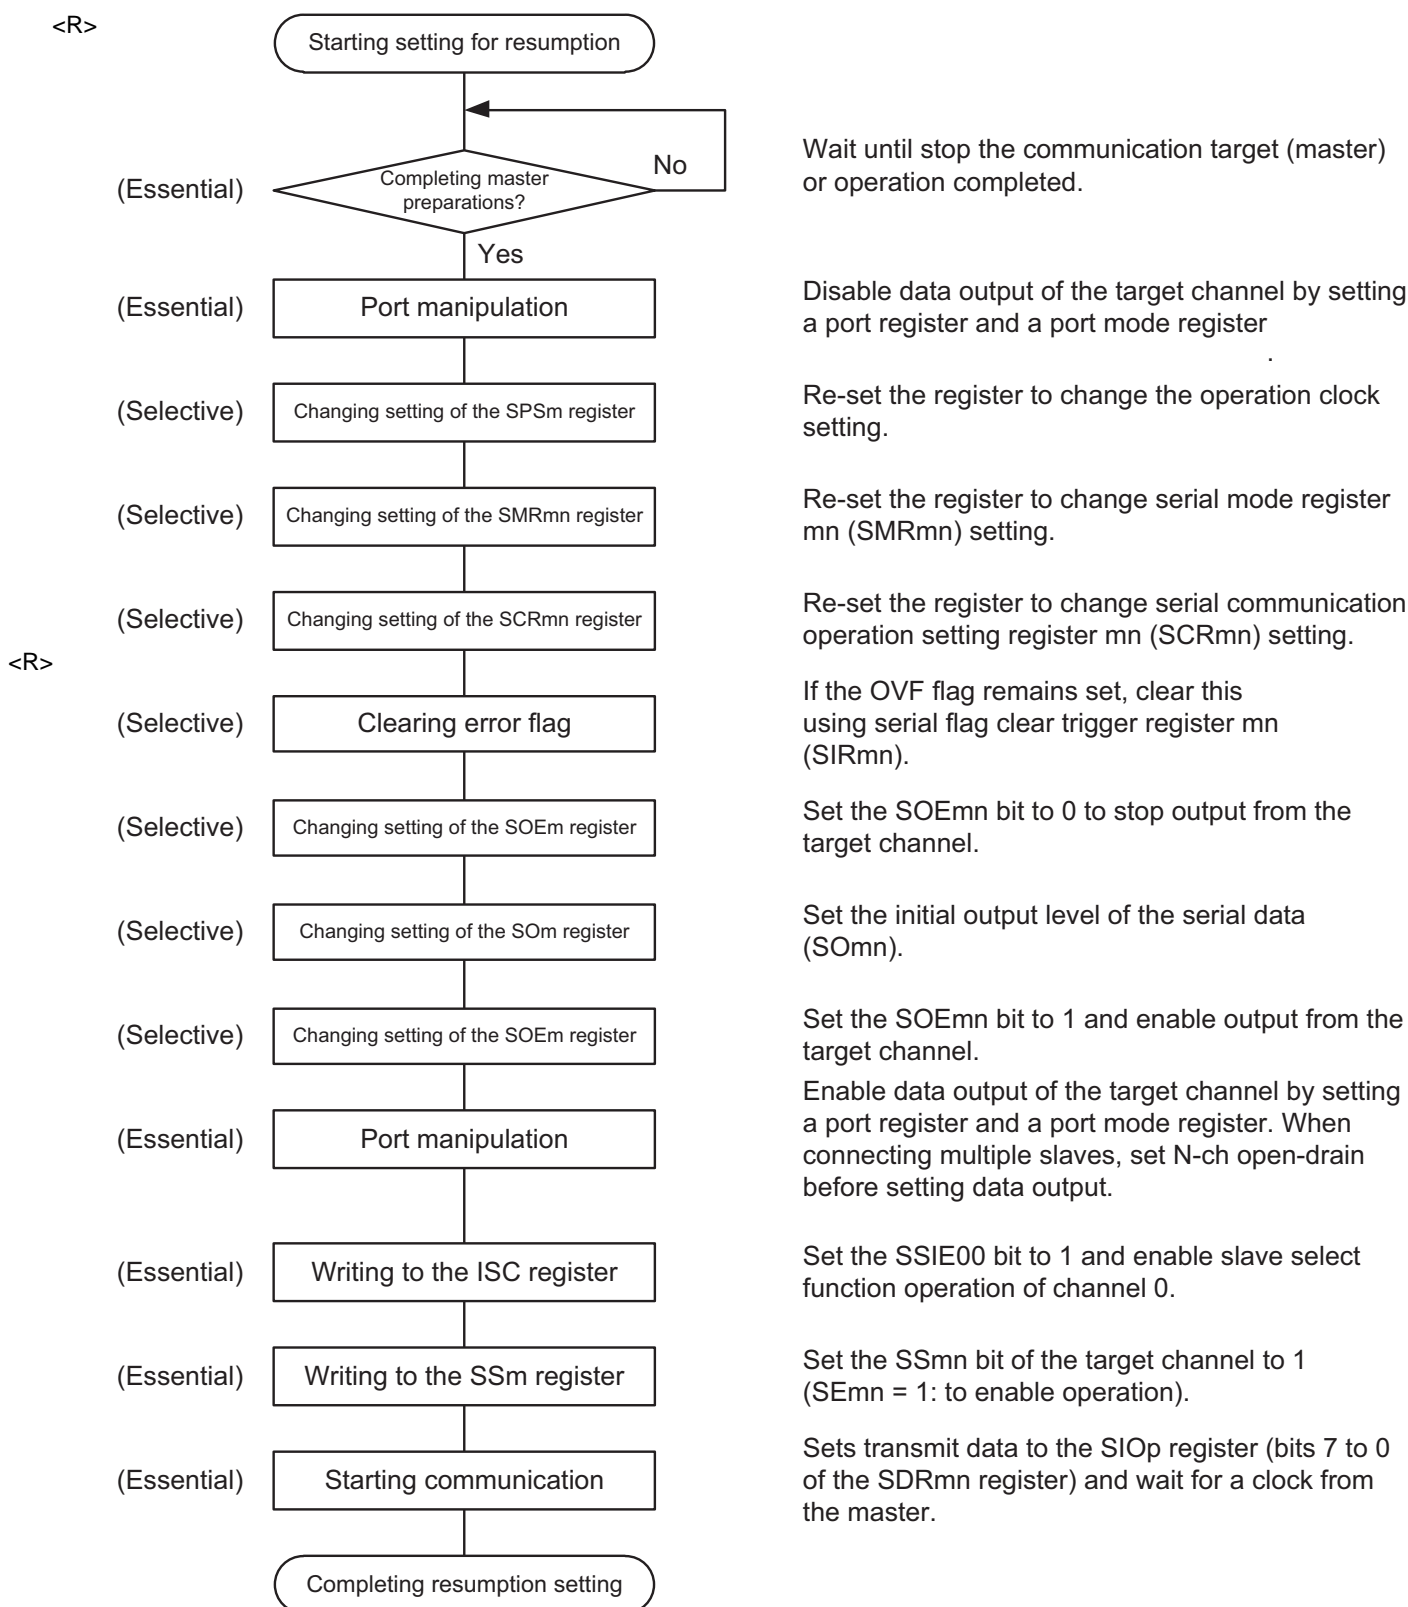 <R>
Starting setting for resumption
(Essential)
Completing master
preparations?
No
Yes
Wait until stop the communication target (master)
or operation completed.
(Essential)
Port manipulation
Disable data output of the target channel by setting
a port register and a port mode register
.
(Selective)
Changing setting of the SPSm register
Re-set the register to change the operation clock
setting.
(Selective)
Changing setting of the SMRmn register
Re-set the register to change serial mode register
mn (SMRmn) setting.
(Selective)
Changing setting of the SCRmn register
Re-set the register to change serial communication
operation setting register mn (SCRmn) setting.
<R>
(Selective)
Clearing error flag
If the OVF flag remains set, clear this
using serial flag clear trigger register mn
(SIRmn).
(Selective)
Changing setting of the SOEm register
Set the SOEmn bit to 0 to stop output from the
target channel.
(Selective)
Changing setting of the SOm register
Set the initial output level of the serial data
(SOmn).
(Selective)
Changing setting of the SOEm register
Set the SOEmn bit to 1 and enable output from the
target channel.
(Essential)
Port manipulation
Enable data output of the target channel by setting
a port register and a port mode register. When
connecting multiple slaves, set N-ch open-drain
before setting data output.
(Essential)
Writing to the ISC register
Set the SSIE00 bit to 1 and enable slave select
function operation of channel 0.
(Essential)
Writing to the SSm register
Set the SSmn bit of the target channel to 1
(SEmn = 1: to enable operation).
(Essential)
Starting communication
Sets transmit data to the SIOp register (bits 7 to 0
of the SDRmn register) and wait for a clock from
the master.
Completing resumption setting